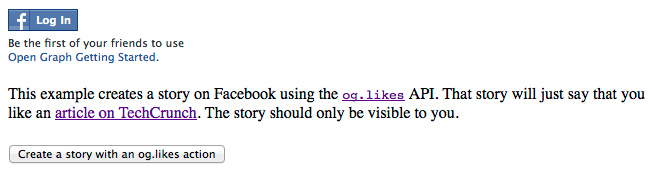 f Log In
Be the first of your friends to use
Open Graph Getting Started.
This example creates a story on Facebook using the og.likes API. That story will just say that you
like an article on TechCrunch. The story should only be visible to you.
Create a story with an og.likes action